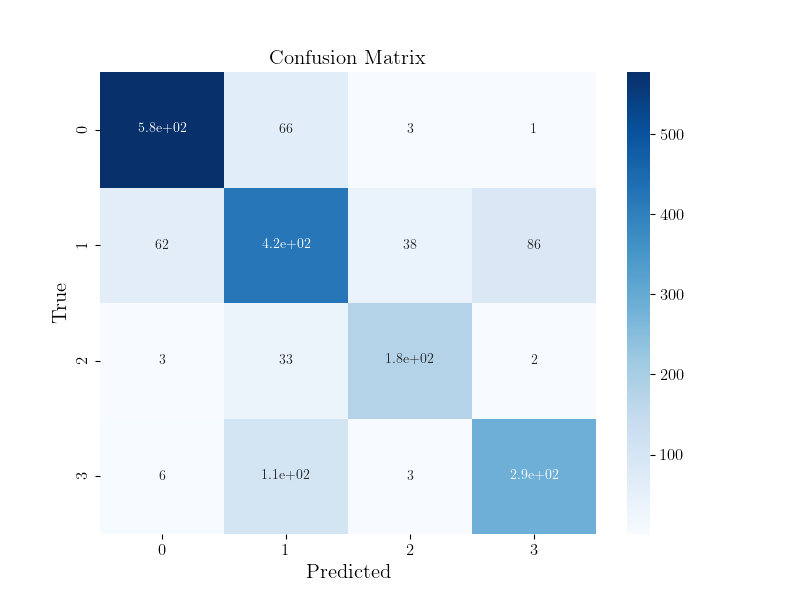 Confusion Matrix
0 5.8e+02 66 3 1
1 62 4.2e+02 38 86
2 3 33 1.8e+02 2
3 6 1.1e+02 3 2.9e+02
0 1 2 3
Predicted
True
500
400
300
200
100